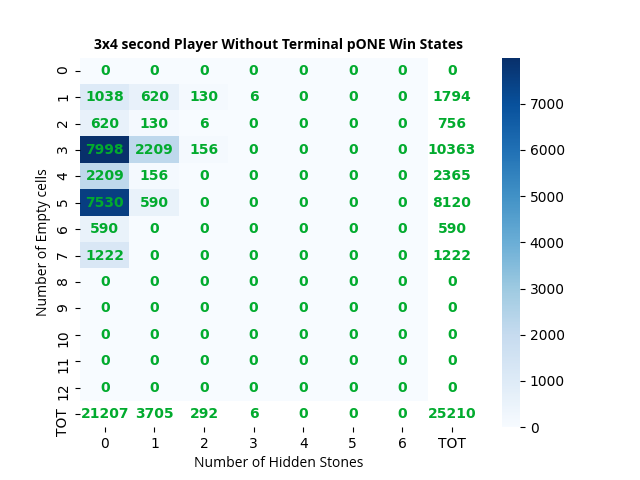 3x4 second Player Without Terminal pONE Win States
0 0 0 0 0 0 0 0 0
1 1038 620 130 6 0 0 0 1794
2 620 130 6 0 0 0 0 756
3 7998 2209 156 0 0 0 0 10363
4 2209 156 0 0 0 0 0 2365
5 7530 590 0 0 0 0 0 8120
6 590 0 0 0 0 0 0 590
7 1222 0 0 0 0 0 0 1222
8 0 0 0 0 0 0 0 0
9 0 0 0 0 0 0 0 0
10 0 0 0 0 0 0 0 0
11 0 0 0 0 0 0 0 0
12 0 0 0 0 0 0 0 0
TOT 21207 3705 292 6 0 0 0 25210
0 1 2 3 4 5 6 TOT
Number of Hidden Stones
Number of Empty cells
7000
6000
5000
4000
3000
2000
1000
0